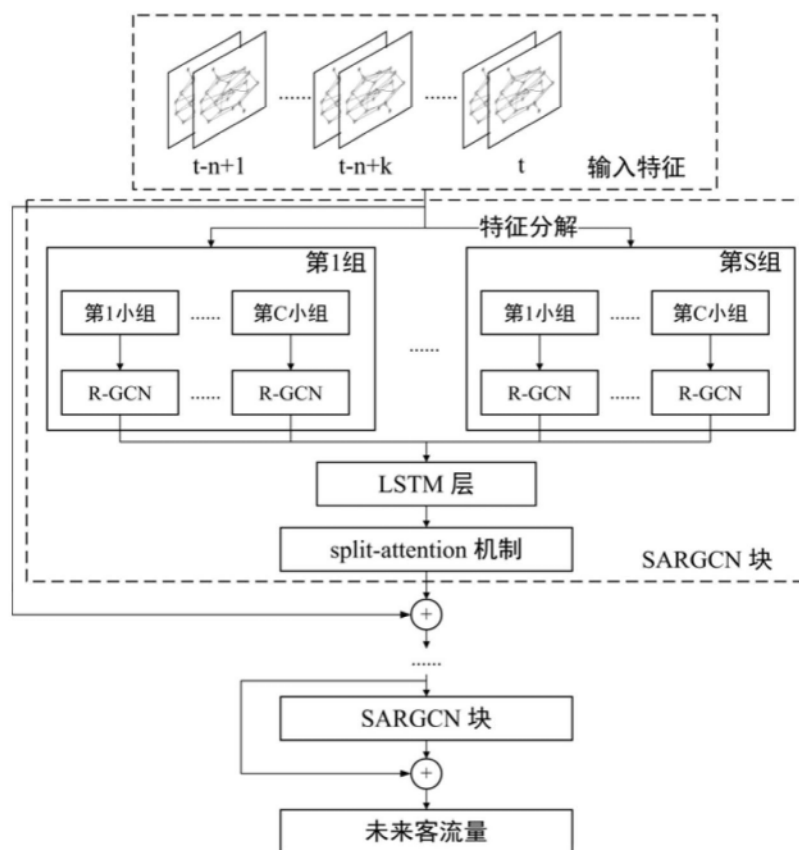 ...... ......
t-n+1 t-n+k t 输入特征
特征分解
第1组 第S组
第1小组 ...... 第C小组 第1小组 ...... 第C小组
......
R-GCN ...... R-GCN R-GCN ...... R-GCN
LSTM 层
split-attention 机制
SARGCN 块
+
......
SARGCN 块
+
未来客流量